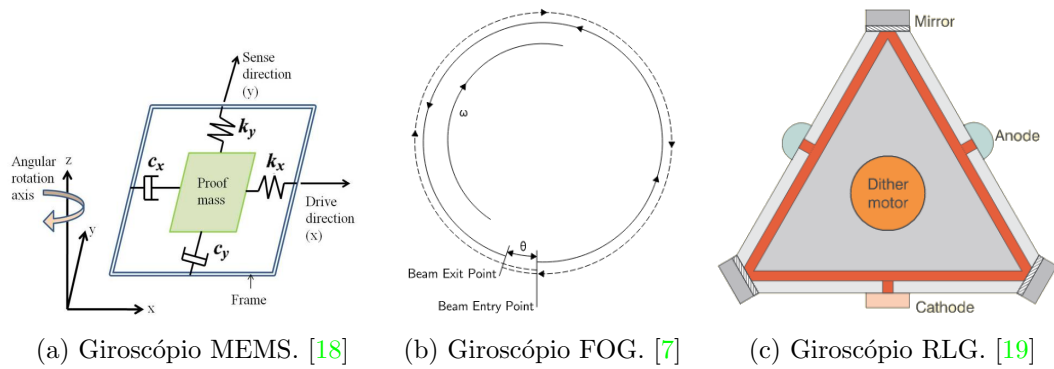 Sense
direction
(y)
k_y
c_x
k_x
Angular
rotation
axis
z
Proof
mass
Drive
direction
(x)
y
c_y
x
Frame
ω
θ
Beam Exit Point
Beam Entry Point
Mirror
Anode
Dither
motor
Cathode
(a) Giroscópio MEMS. [18]
(b) Giroscópio FOG. [7]
(c) Giroscópio RLG. [19]